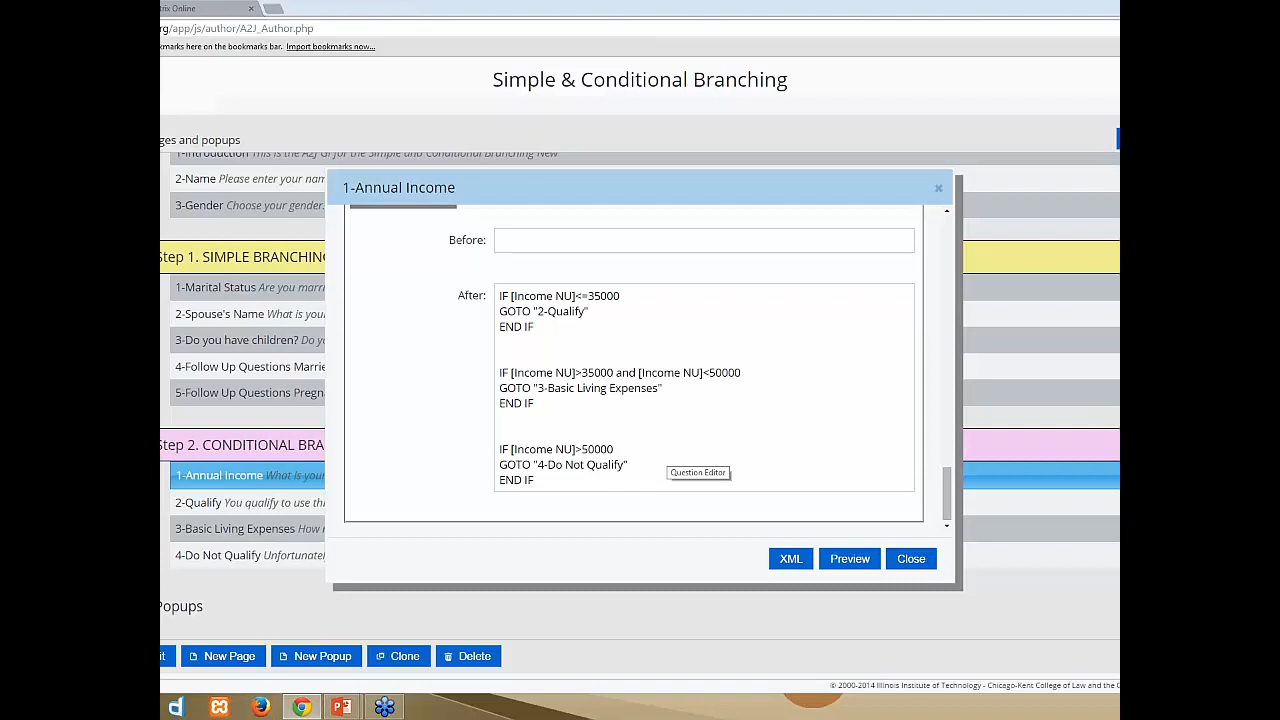 trix Online
rg/app/js/author/A2J_Author.php
kmarks here on the bookmarks bar. Import bookmarks now...
Simple & Conditional Branching
ges and popups
1-Introduction This is the A2J GI for the Simple and Conditional Branching New
2-Name Please enter your nam
3-Gender Choose your gender.
Step 1. SIMPLE BRANCHING
1-Marital Status Are you marri
2-Spouse's Name What is your
3-Do you have children? Do yo
4-Follow Up Questions Marrie
5-Follow Up Questions Pregn
Step 2. CONDITIONAL BRA
1-Annual Income What is your
2-Qualify You qualify to use thi
3-Basic Living Expenses How m
4-Do Not Qualify Unfortunatel
Popups
1-Annual Income
Before:
After:
IF [Income NU]<=35000
GOTO "2-Qualify"
END IF
IF [Income NU]>35000 and [Income NU]<50000
GOTO "3-Basic Living Expenses"
END IF
IF [Income NU]>50000
GOTO "4-Do Not Qualify"
END IF
Question Editor
XML Preview Close
it New Page New Popup Clone Delete
© 2000-2014 Illinois Institute of Technology - Chicago-Kent College of Law and the C